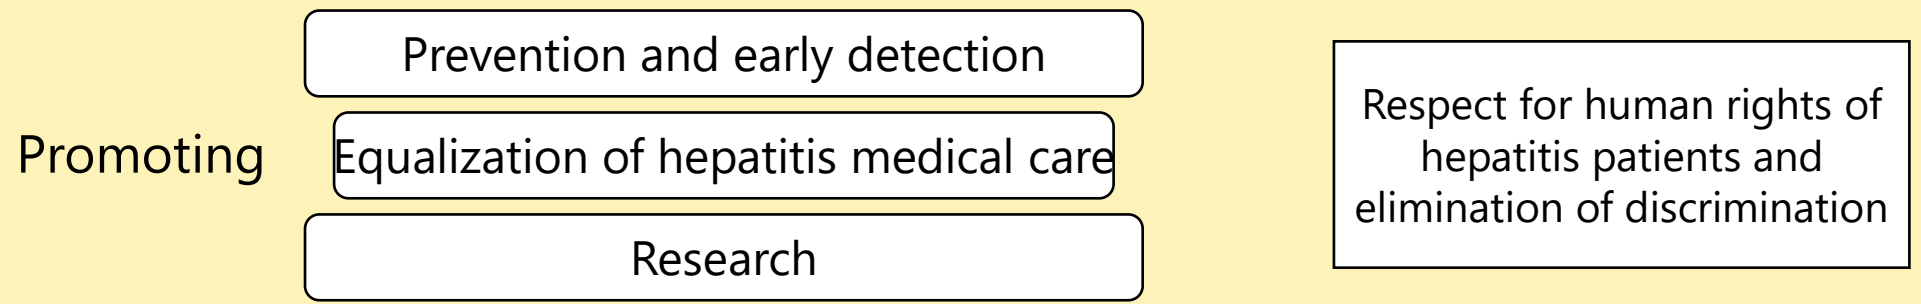 Promoting
Prevention and early detection
Equalization of hepatitis medical care
Research
Respect for human rights of
hepatitis patients and
elimination of discrimination